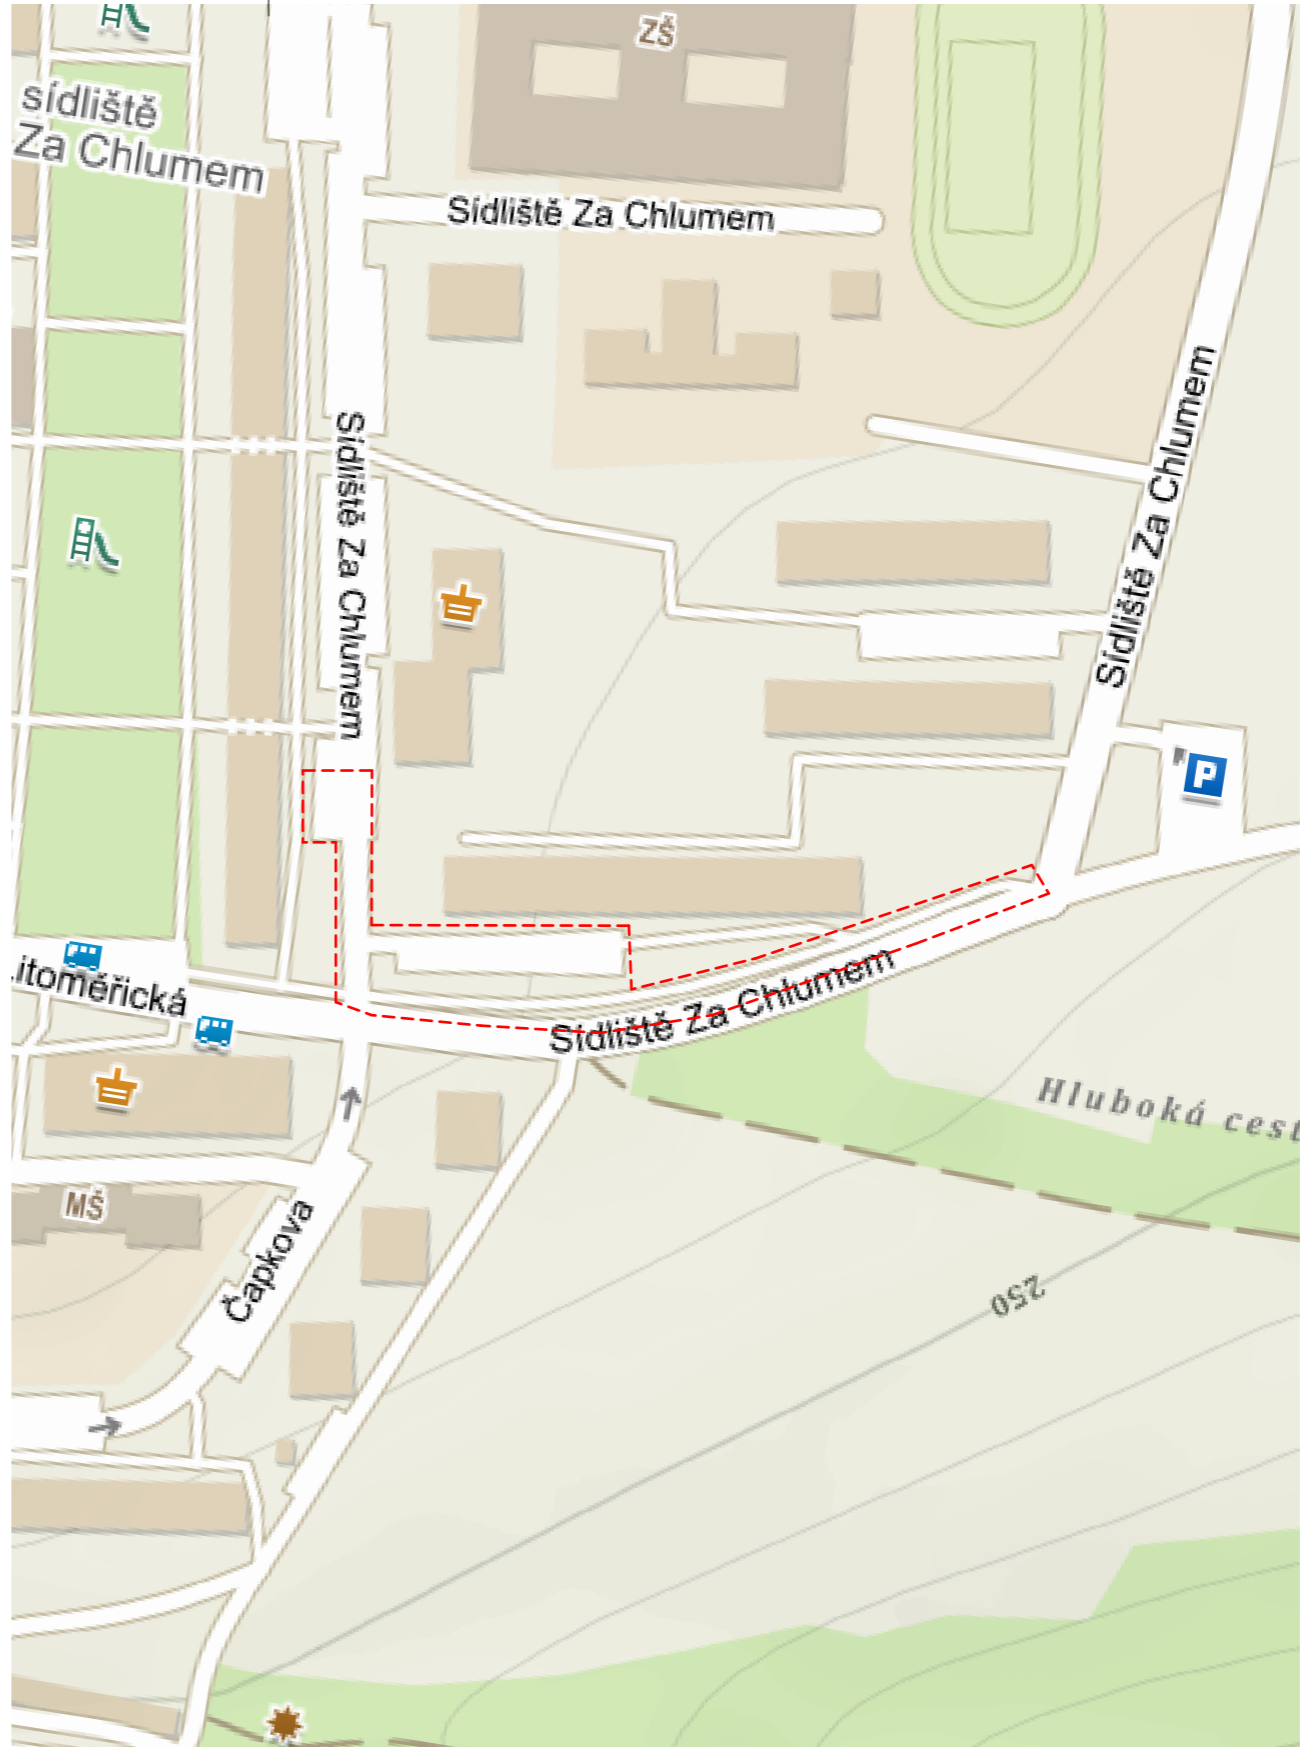 ZŠ
sídliště
Za Chlumem
Sídliště Za Chlumem
Sídliště Za Chlumem
Sídliště Za Chlumem
P
.itoměřická
Sídliště Za Chlumem
Hluboká cest
MŠ
Čapkova
250